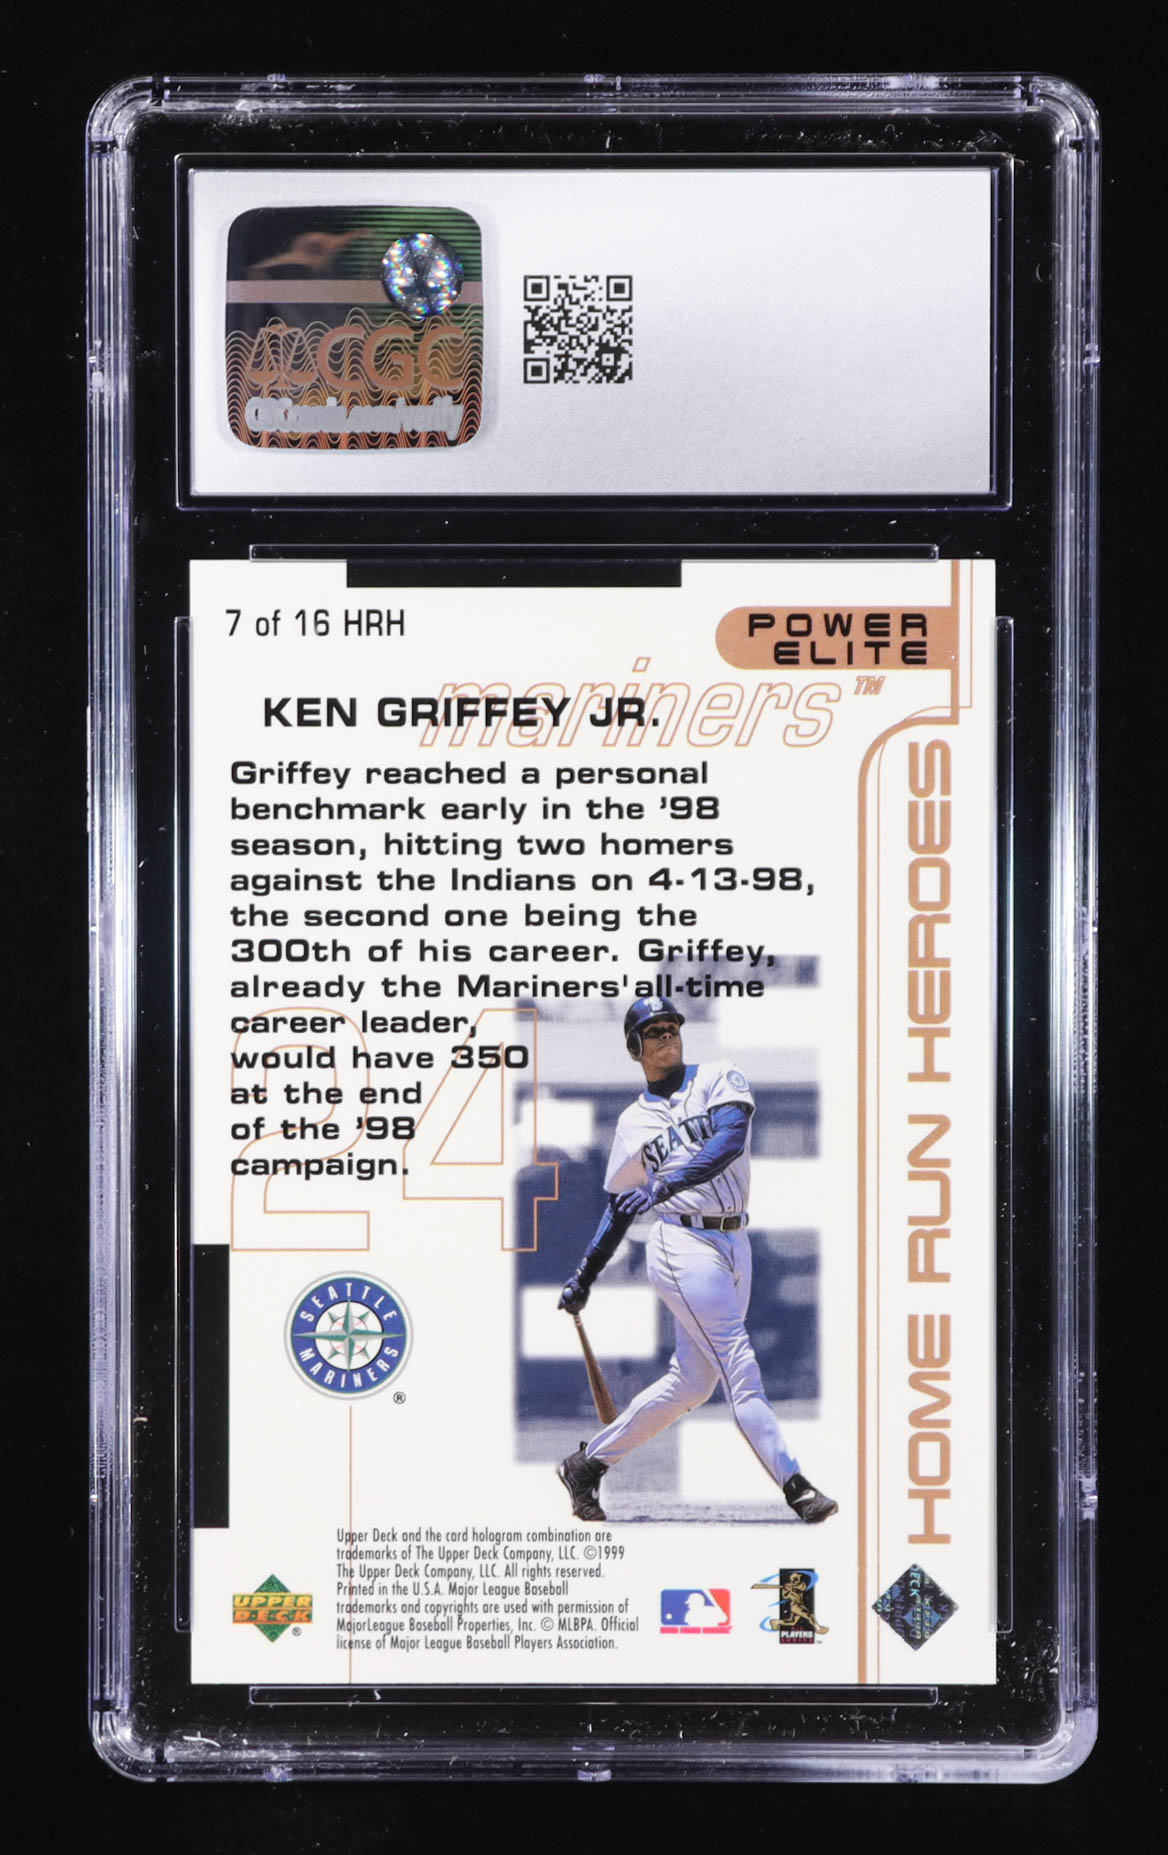 CGC
7 of 16 HRH
POWER
ELITE
mariners™
KEN GRIFFEY JR.
Griffey reached a personal
benchmark early in the '98
season, hitting two homers
against the Indians on 4-13-98,
the second one being the
300th of his career. Griffey,
already the Mariners' all-time
career leader,
would have 350
at the end
of the '98
campaign.
24
HOME RUN HEROES
SEATTLE
SEATTLE
MARINERS
®
Upper Deck and the card hologram combination are
trademarks of The Upper Deck Company, LLC. ©1999
The Upper Deck Company, LLC. All rights reserved.
Printed in the U.S.A. Major League Baseball
trademarks and copyrights are used with permission of
MajorLeague Baseball Properties, Inc. © MLBPA. Official
license of Major League Baseball Players Association.
UPPER
DECK
®
PLAYERS
CHOICE